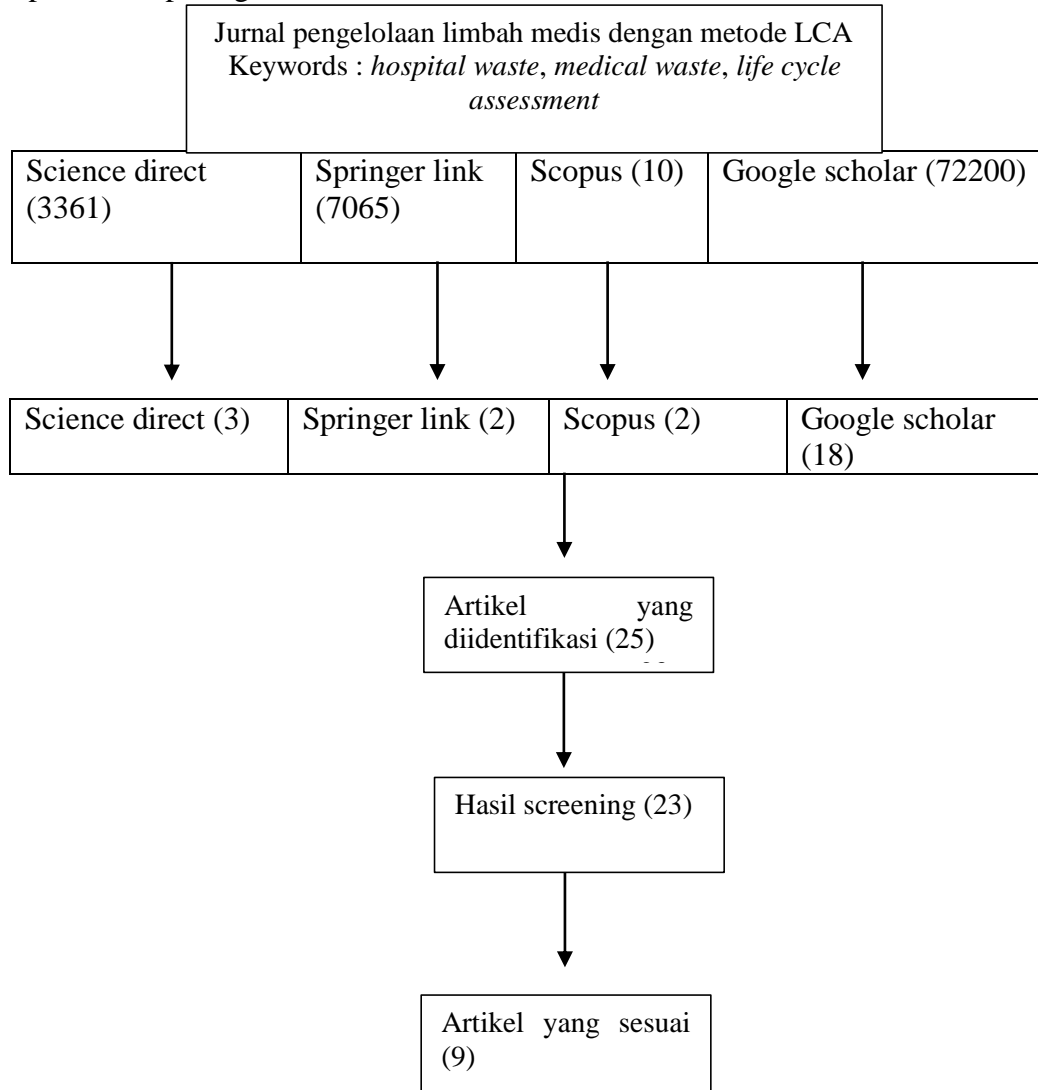 Jurnal pengelolaan limbah medis dengan metode LCA
Keywords : hospital waste, medical waste, life cycle
assessment
Science direct
(3361)
Springer link
(7065)
Scopus (10)
Google scholar (72200)
Science direct (3)
Springer link (2)
Scopus (2)
Google scholar
(18)
Artikel yang
diidentifikasi (25)
Hasil screening (23)
Artikel yang sesuai
(9)